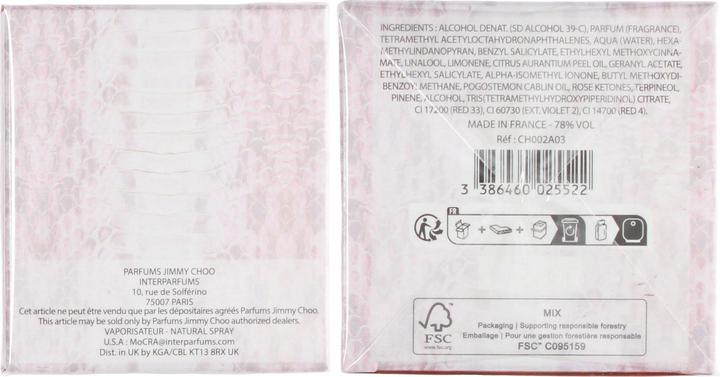 PARFUMS JIMMY CHOO
INTERPARFUMS
10, rue de Solférino
75007 PARIS
Cet article ne peut être vendu que par les dépositaires agréés Parfums Jimmy Choo.
This article may be sold only by Parfums Jimmy Choo authorized dealers.
VAPORISATEUR - NATURAL SPRAY
U.S.A : MoCRA@interparfums.com
Dist. in UK by KGA/CBL KT13 8RX UK
INGREDIENTS : ALCOHOL DENAT. (SD ALCOHOL 39-C), PARFUM (FRAGRANCE),
TETRAMETHYL ACETYLOCTAHYDRONAPHTHALENES, AQUA (WATER), HEXA-
METHYLINDANOPYRAN, BENZYL SALICYLATE, ETHYLHEXYL METHOXYCINNA-
MATE, LINALOOL, LIMONENE, CITRUS AURANTIUM PEEL OIL, GERANYL ACETATE,
ETHYLHEXYL SALICYLATE, ALPHA-ISOMETHYL IONONE, BUTYL METHOXYDI-
BENZOYLMETHANE, POGOSTEMON CABLIN OIL, ROSE KETONES, TERPINEOL,
PINENE, ALCOHOL, TRIS(TETRAMETHYLHYDROXYPIPERIDINOL) CITRATE,
CI 17200 (RED 33), CI 60730 (EXT. VIOLET 2), CI 14700 (RED 4).
MADE IN FRANCE - 78% VOL
Réf : CH002A03
3 386460 025522
FR
FSC
www.fsc.org
MIX
Packaging | Supporting responsible forestry
Emballage | Pour une gestion forestière responsable
FSC™ C095159